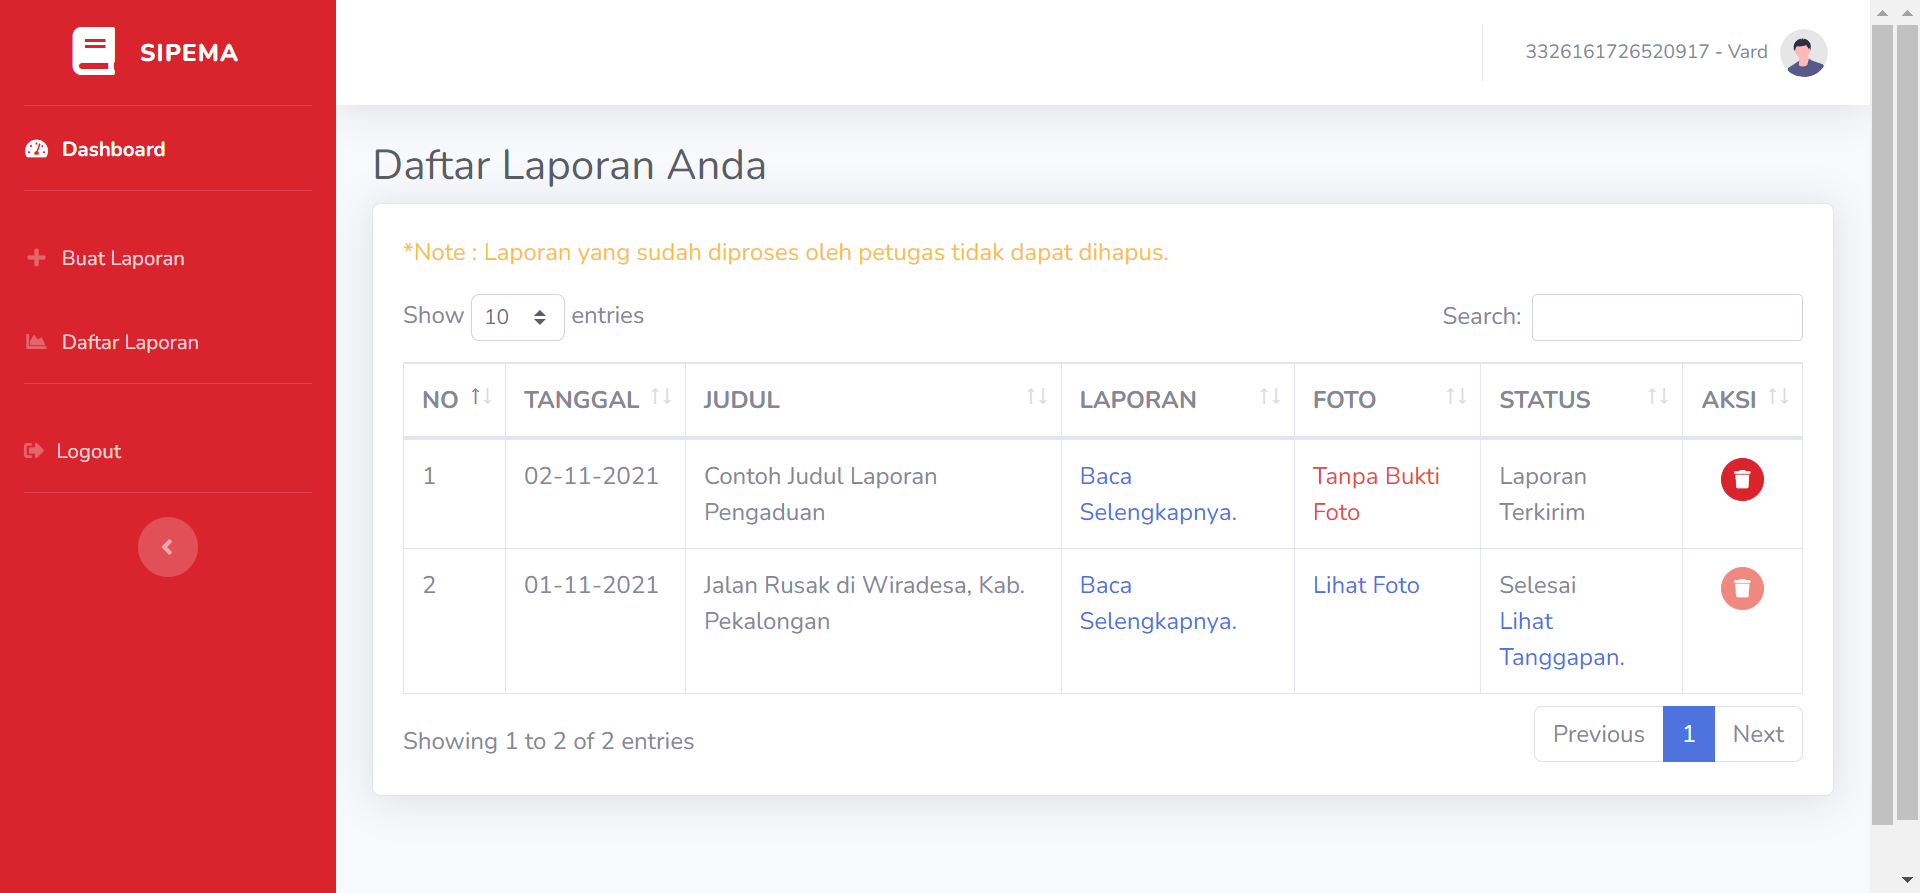 SIPEMA
3326161726520917 - Vard
Dashboard
Buat Laporan
Daftar Laporan
Logout
Daftar Laporan Anda
*Note : Laporan yang sudah diproses oleh petugas tidak dapat dihapus.
Show 10 entries
Search:
NO TANGGAL JUDUL LAPORAN FOTO STATUS AKSI
1 02-11-2021 Contoh Judul Laporan Baca Tanpa Bukti Laporan
Pengaduan Selengkapnya. Foto Terkirim
2 01-11-2021 Jalan Rusak di Wiradesa, Kab. Baca Lihat Foto Selesai
Pekalongan Selengkapnya. Lihat
Tanggapan.
Showing 1 to 2 of 2 entries
Previous 1 Next